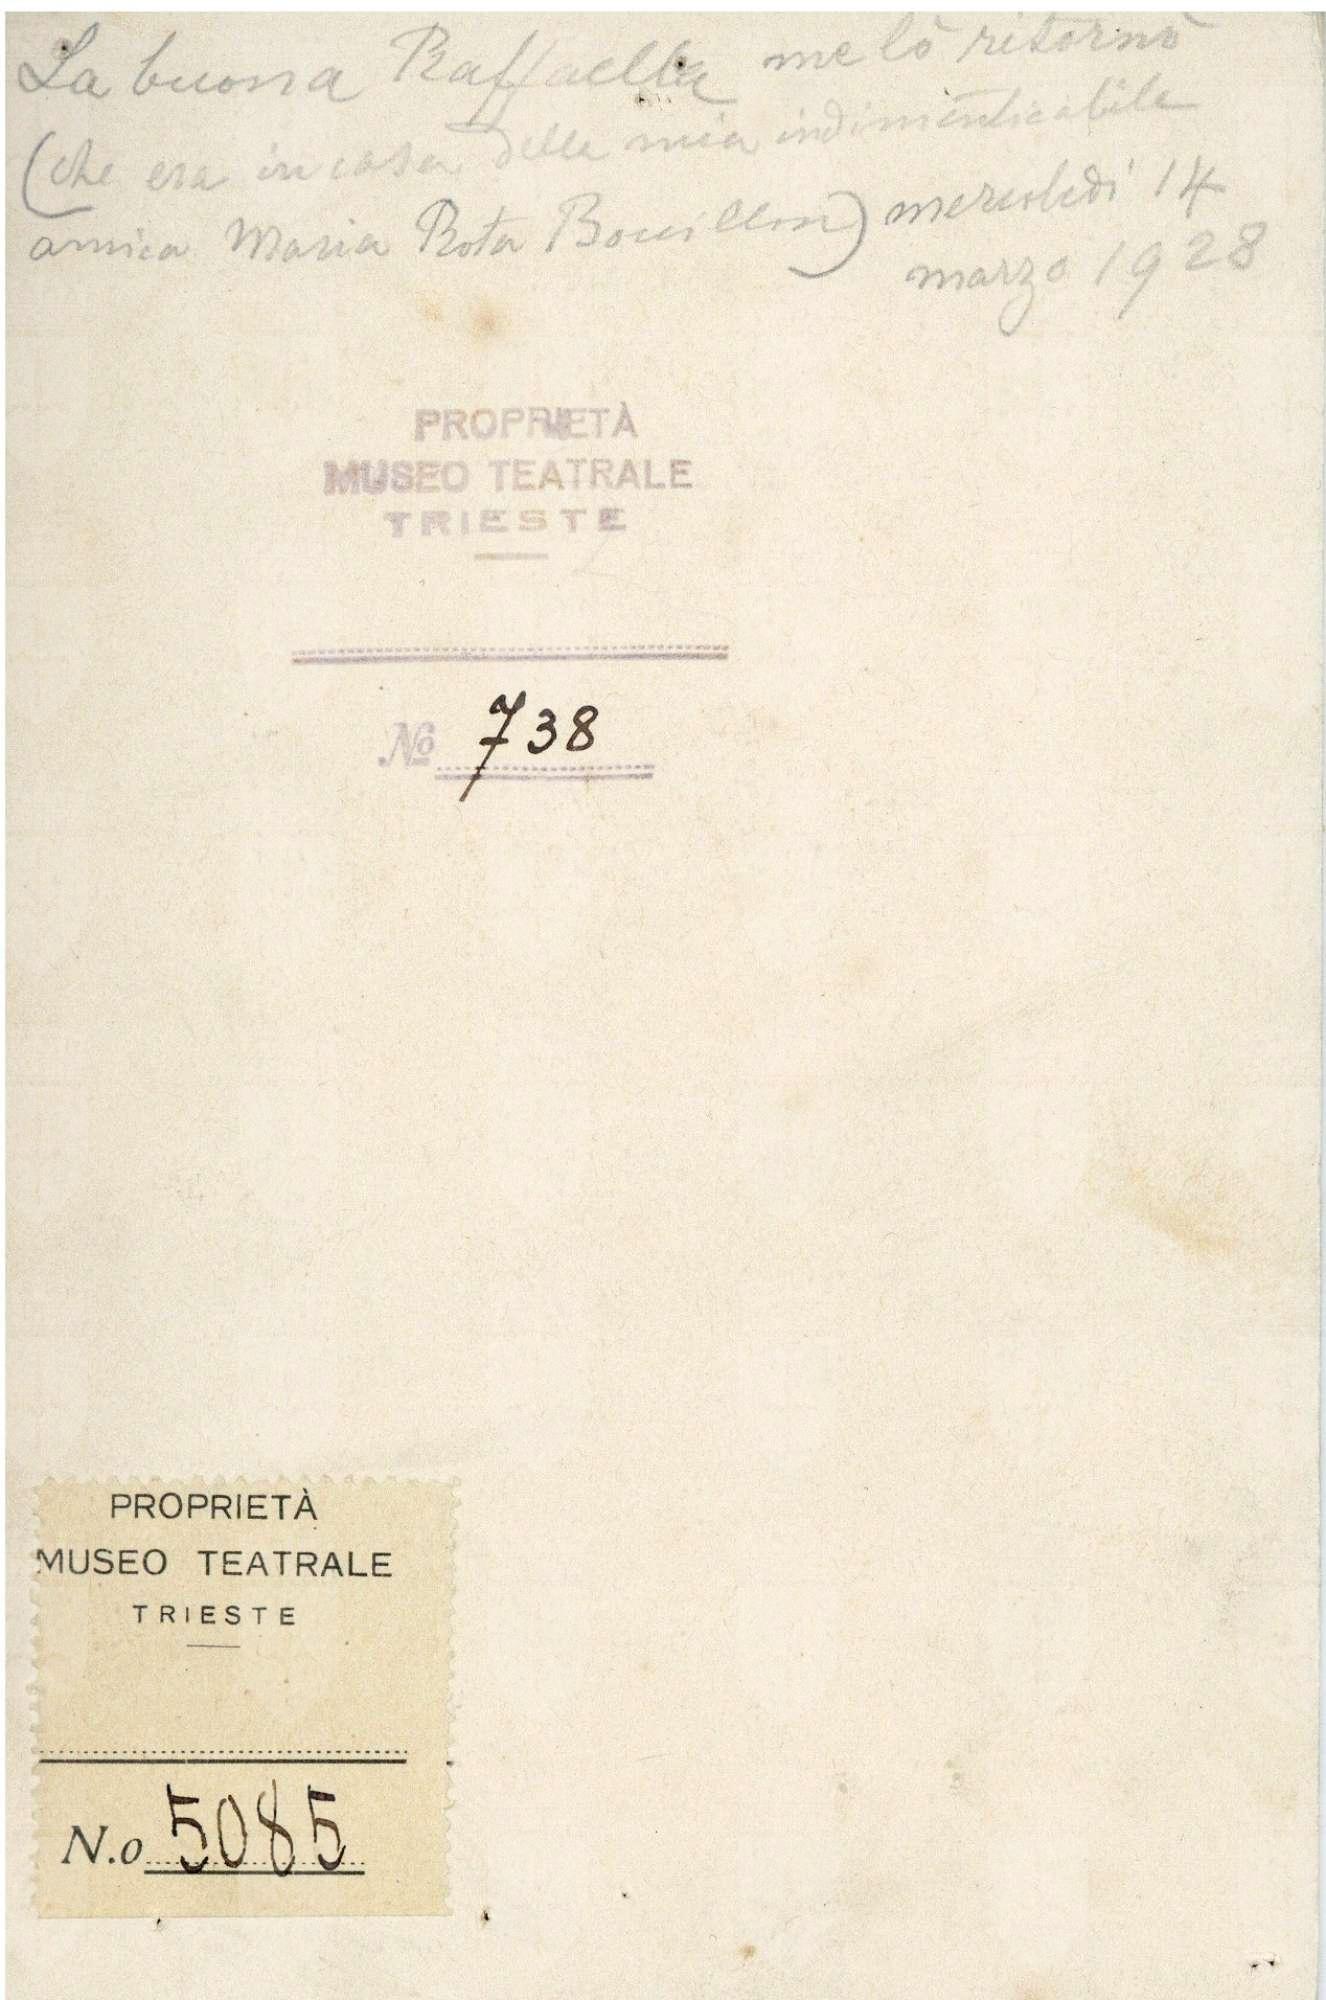 La buona Raffaella me lo ritornò
(che era in casa della mia indimenticabile
amica Maria Rota Bouillon) mercoledì 14
marzo 1928
PROPRIETÀ
MUSEO TEATRALE
TRIESTE
Nº 738
PROPRIETÀ
MUSEO TEATRALE
TRIESTE
N.o 5085